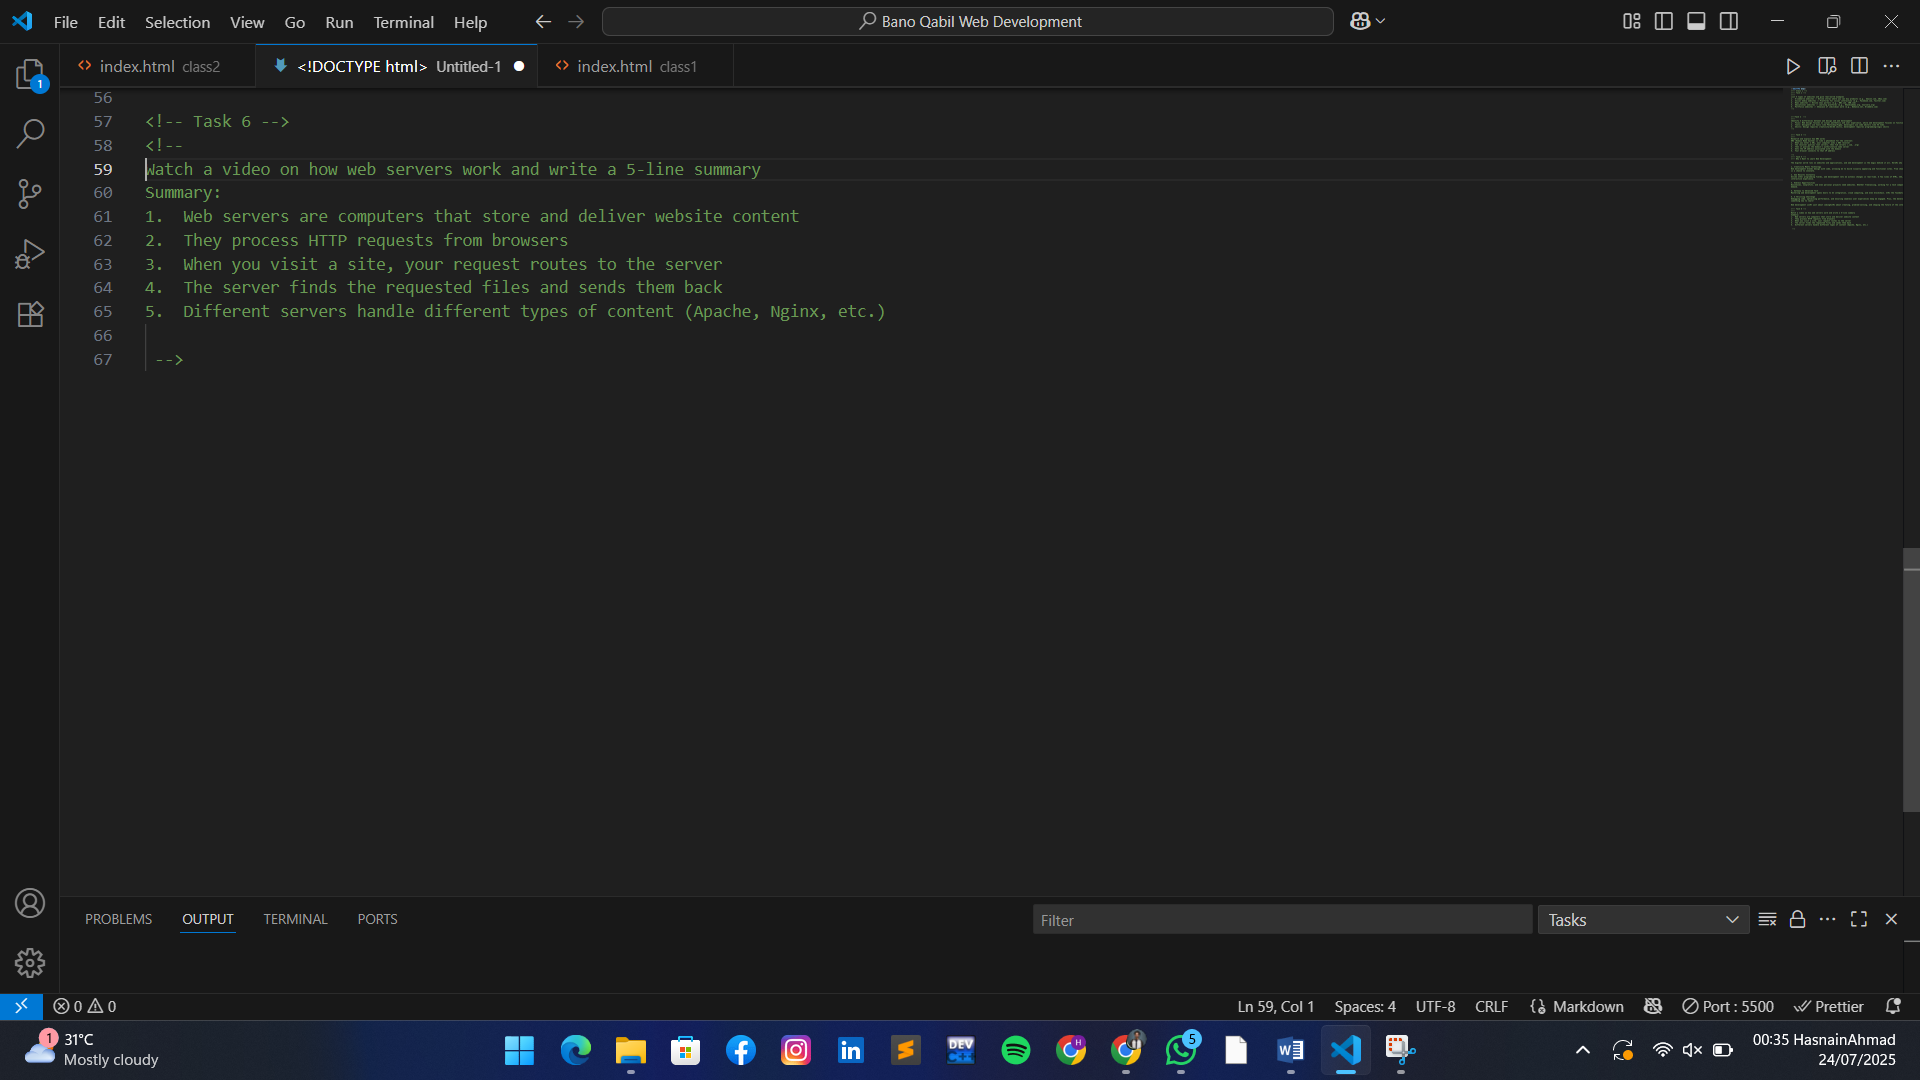 File Edit Selection View Go Run Terminal Help
Bano Qabil Web Development
index.html class2
<!DOCTYPE html> Untitled-1
index.html class1
1
56
57 <!-- Task 6 -->
58 <!--
59 Watch a video on how web servers work and write a 5-line summary
60 Summary:
61 1. Web servers are computers that store and deliver website content
62 2. They process HTTP requests from browsers
63 3. When you visit a site, your request routes to the server
64 4. The server finds the requested files and sends them back
65 5. Different servers handle different types of content (Apache, Nginx, etc.)
66
67 -->
PROBLEMS OUTPUT TERMINAL PORTS
Filter
Tasks
0 0
Ln 59, Col 1 Spaces: 4 UTF-8 CRLF Markdown Port : 5500 Prettier
1
31°C
Mostly cloudy
DEV
H
5
00:35 HasnainAhmad
24/07/2025